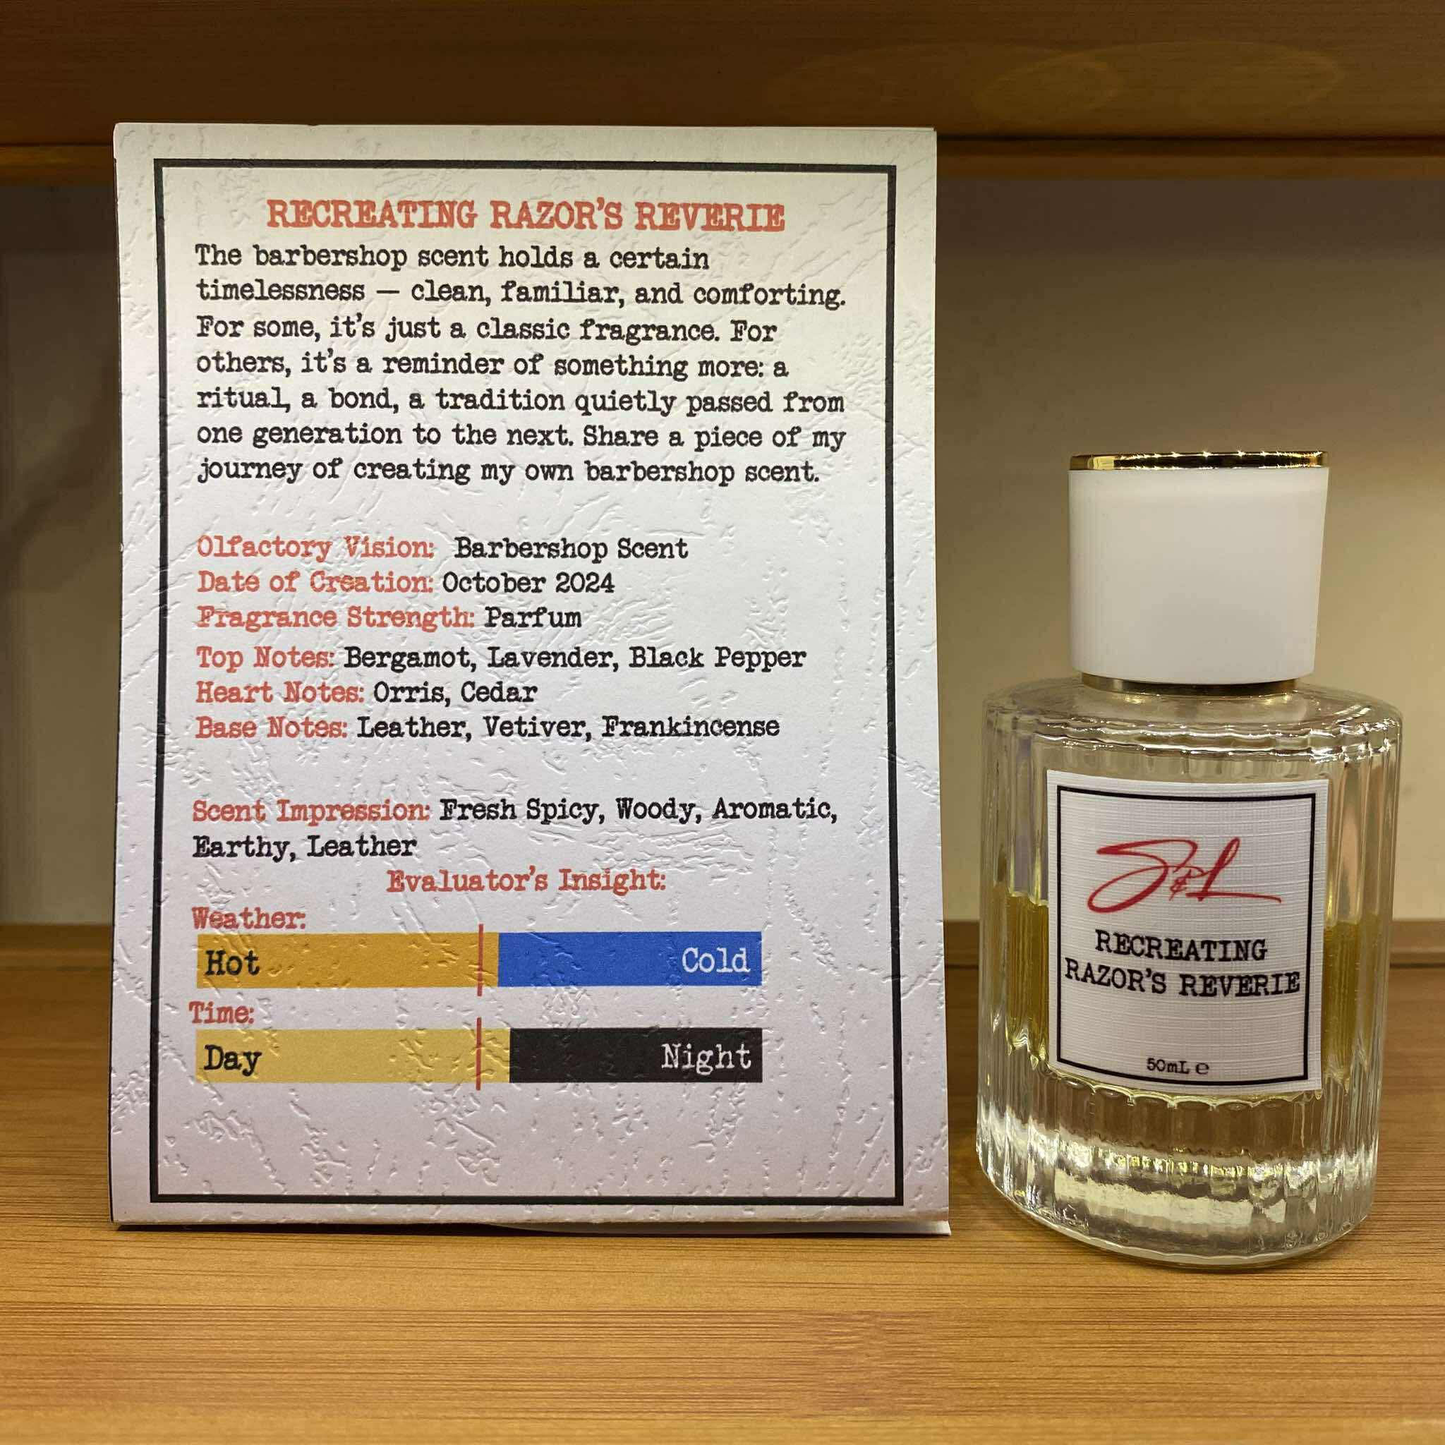 RECREATING RAZOR'S REVERIE
The barbershop scent holds a certain
timelessness — clean, familiar, and comforting.
For some, it's just a classic fragrance. For
others, it's a reminder of something more: a
ritual, a bond, a tradition quietly passed from
one generation to the next. Share a piece of my
journey of creating my own barbershop scent.
Olfactory Vision: Barbershop Scent
Date of Creation: October 2024
Fragrance Strength: Parfum
Top Notes: Bergamot, Lavender, Black Pepper
Heart Notes: Orris, Cedar
Base Notes: Leather, Vetiver, Frankincense
Scent Impression: Fresh Spicy, Woody, Aromatic,
Earthy, Leather
Evaluator's Insight:
Weather:
Hot Cold
Time:
Day Night
RECREATING
RAZOR'S REVERIE
50mL ℮